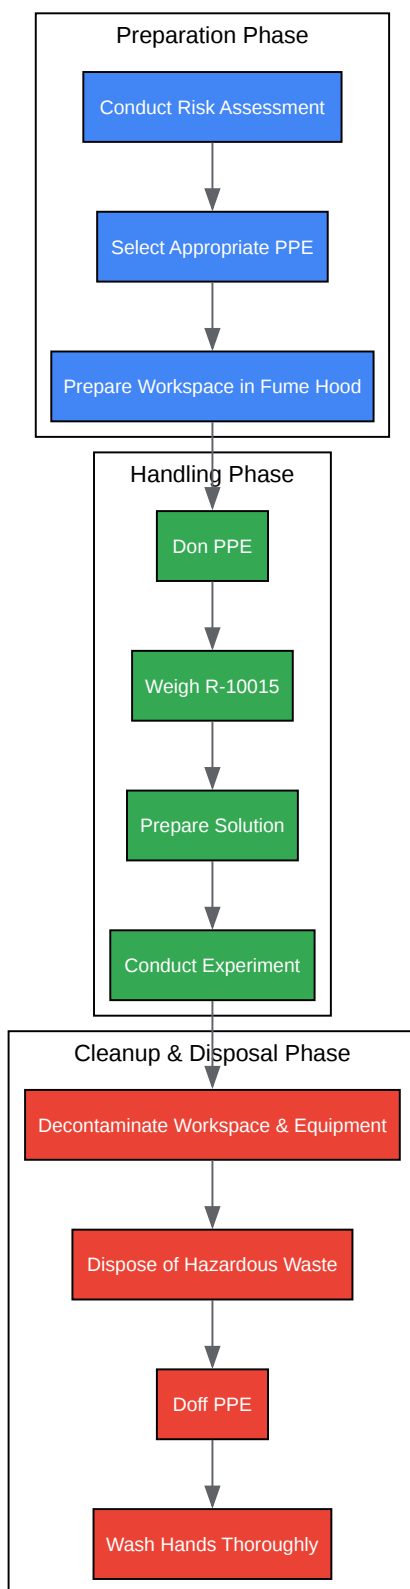 Preparation Phase
Conduct Risk Assessment
Select Appropriate PPE
Prepare Workspace in Fume Hood
Handling Phase
Don PPE
Weigh R-10015
Prepare Solution
Conduct Experiment
Cleanup & Disposal Phase
Decontaminate Workspace & Equipment
Dispose of Hazardous Waste
Doff PPE
Wash Hands Thoroughly